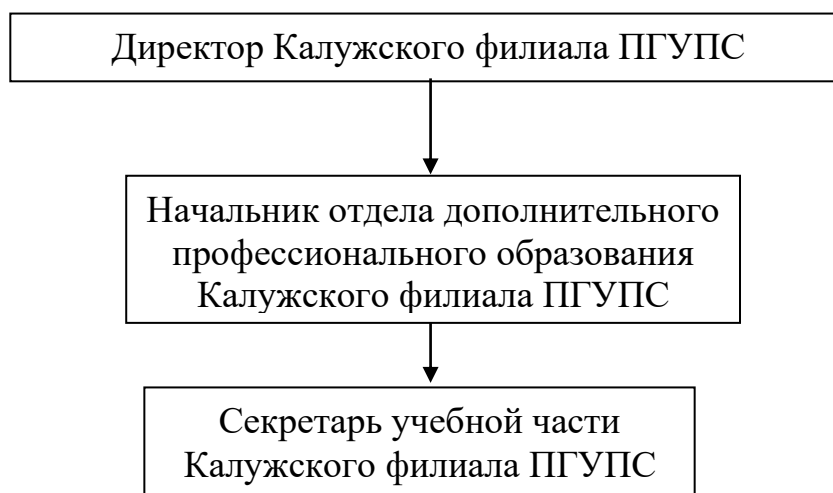 Директор Калужского филиала ПГУПС
Начальник отдела дополнительного
профессионального образования
Калужского филиала ПГУПС
Секретарь учебной части
Калужского филиала ПГУПС